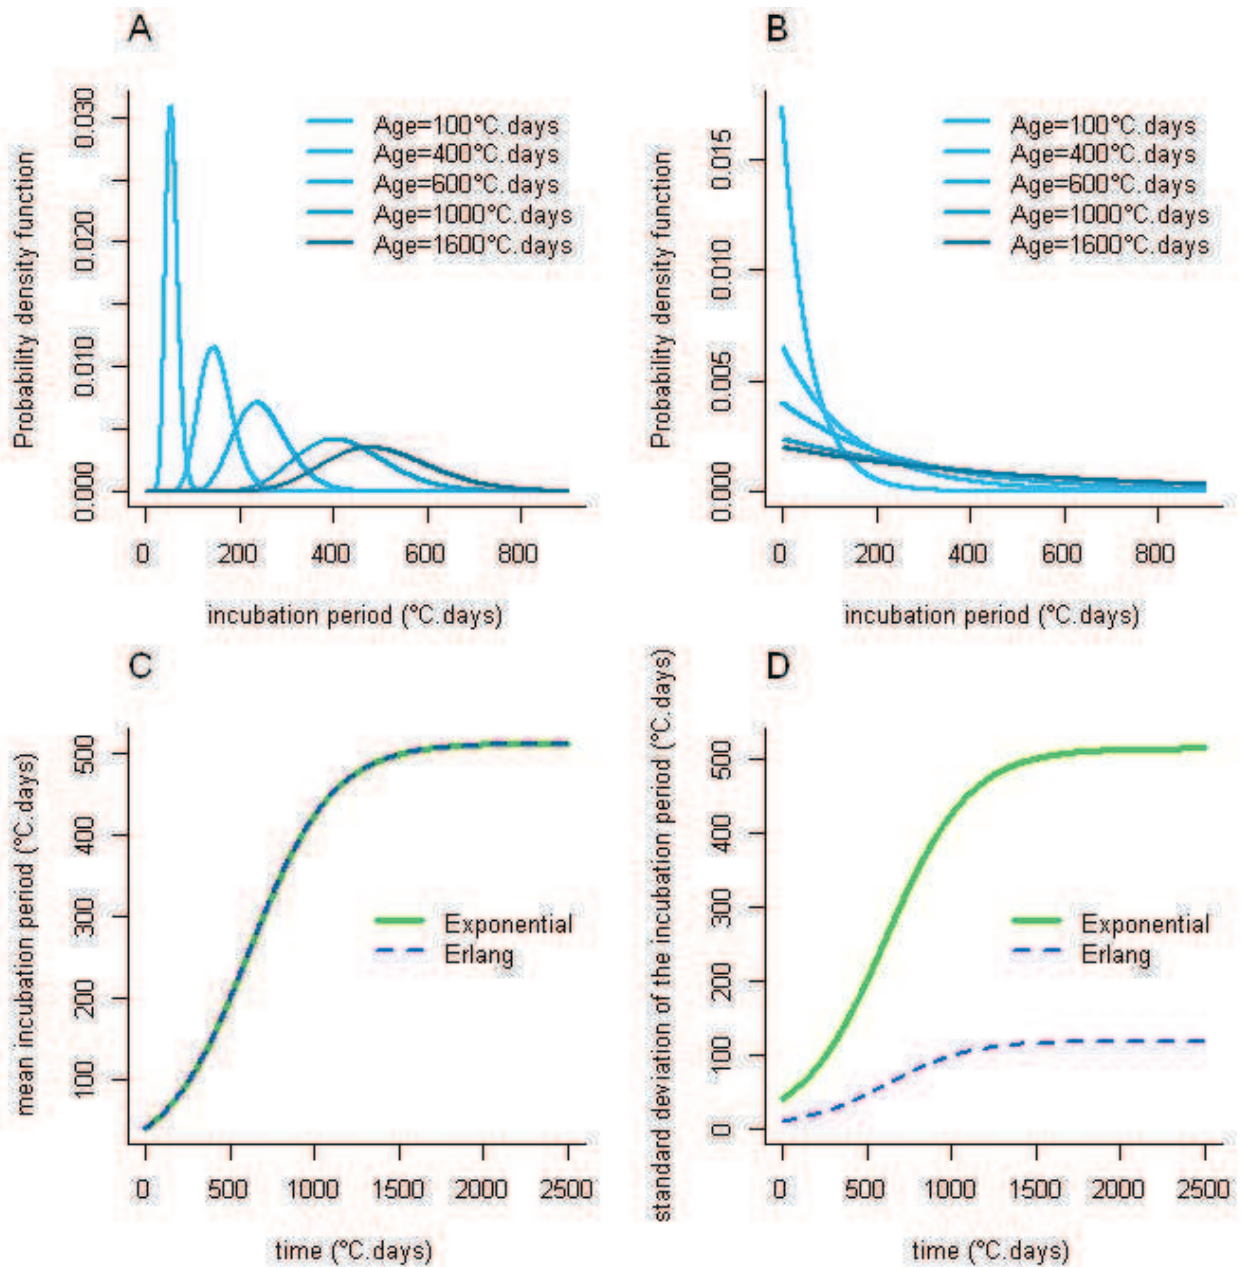 A
Probability density function
0.030
0.020
0.010
0.000
Age=100°C.days
Age=400°C.days
Age=600°C.days
Age=1000°C.days
Age=1600°C.days
0 200 400 600 800
incubation period (°C.days)
B
Probability density function
0.015
0.010
0.005
0.000
Age=100°C.days
Age=400°C.days
Age=600°C.days
Age=1000°C.days
Age=1600°C.days
0 200 400 600 800
incubation period (°C.days)
C
mean incubation period (°C.days)
500
400
300
200
100
Exponential
Erlang
0 500 1000 1500 2000 2500
time (°C.days)
D
standard deviation of the incubation period (°C.days)
500
400
300
200
100
0
Exponential
Erlang
0 500 1000 1500 2000 2500
time (°C.days)